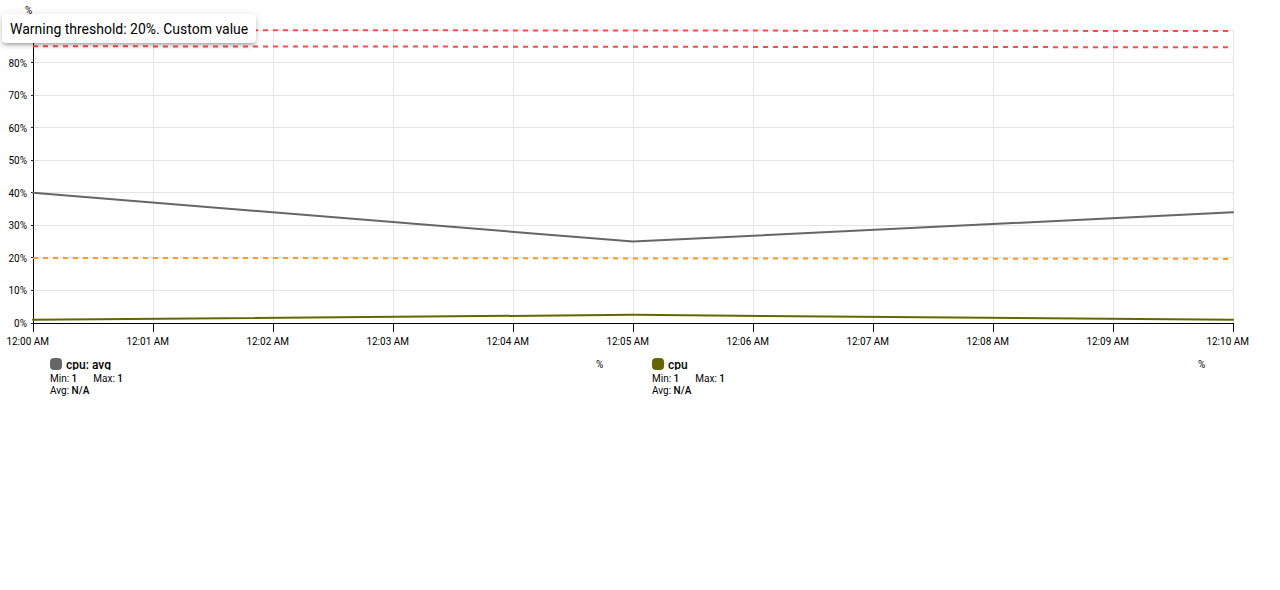 %
Warning threshold: 20%. Custom value
80%
70%
60%
50%
40%
30%
20%
10%
0%
12:00 AM 12:01 AM 12:02 AM 12:03 AM 12:04 AM 12:05 AM 12:06 AM 12:07 AM 12:08 AM 12:09 AM 12:10 AM
cpu: avg % cpu %
Min: 1 Max: 1 Min: 1 Max: 1
Avg: N/A Avg: N/A